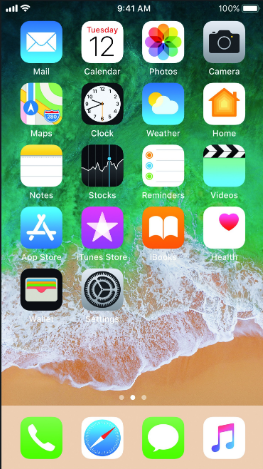 9:41 AM 100%
Tuesday
12
Mail Calendar Photos Camera
280
Maps Clock Weather Home
Notes Stocks Reminders Videos
App Store iTunes Store iBooks Health
Wallet Settings